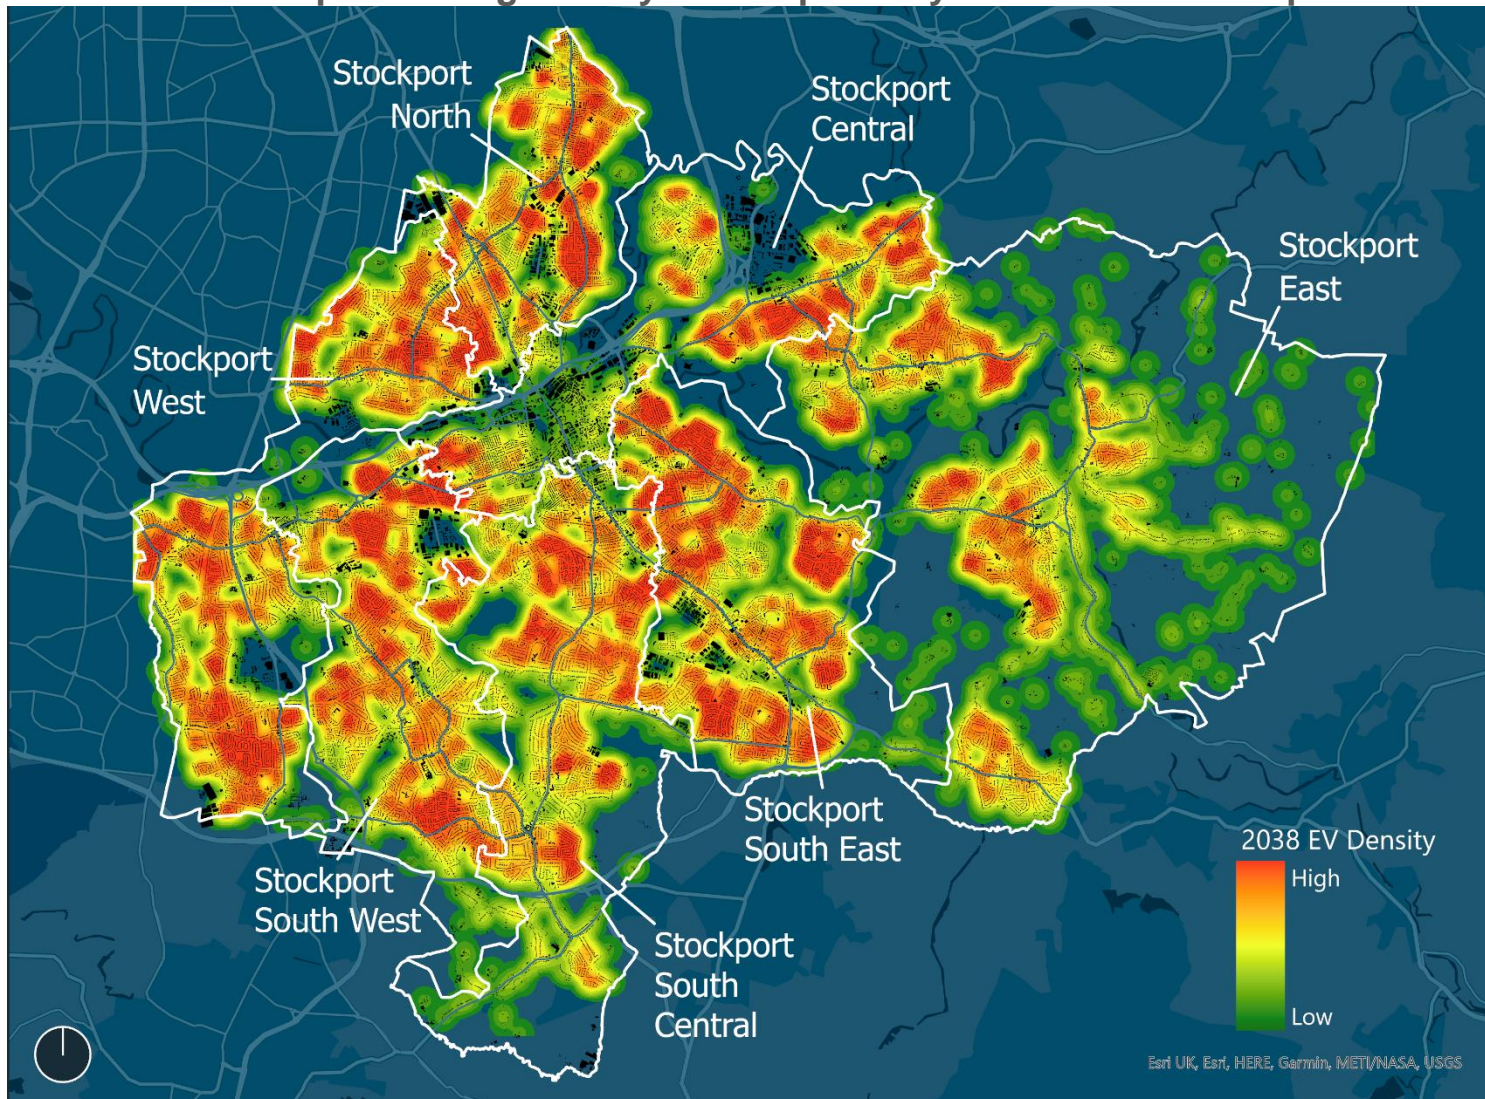 Stockport
North
Stockport
Central
Stockport
East
Stockport
West
Stockport
South East
2038 EV Density
High
Low
Stockport
South West
Stockport
South
Central
Esri UK, Esri, HERE, Garmin, METI/NASA, USGS